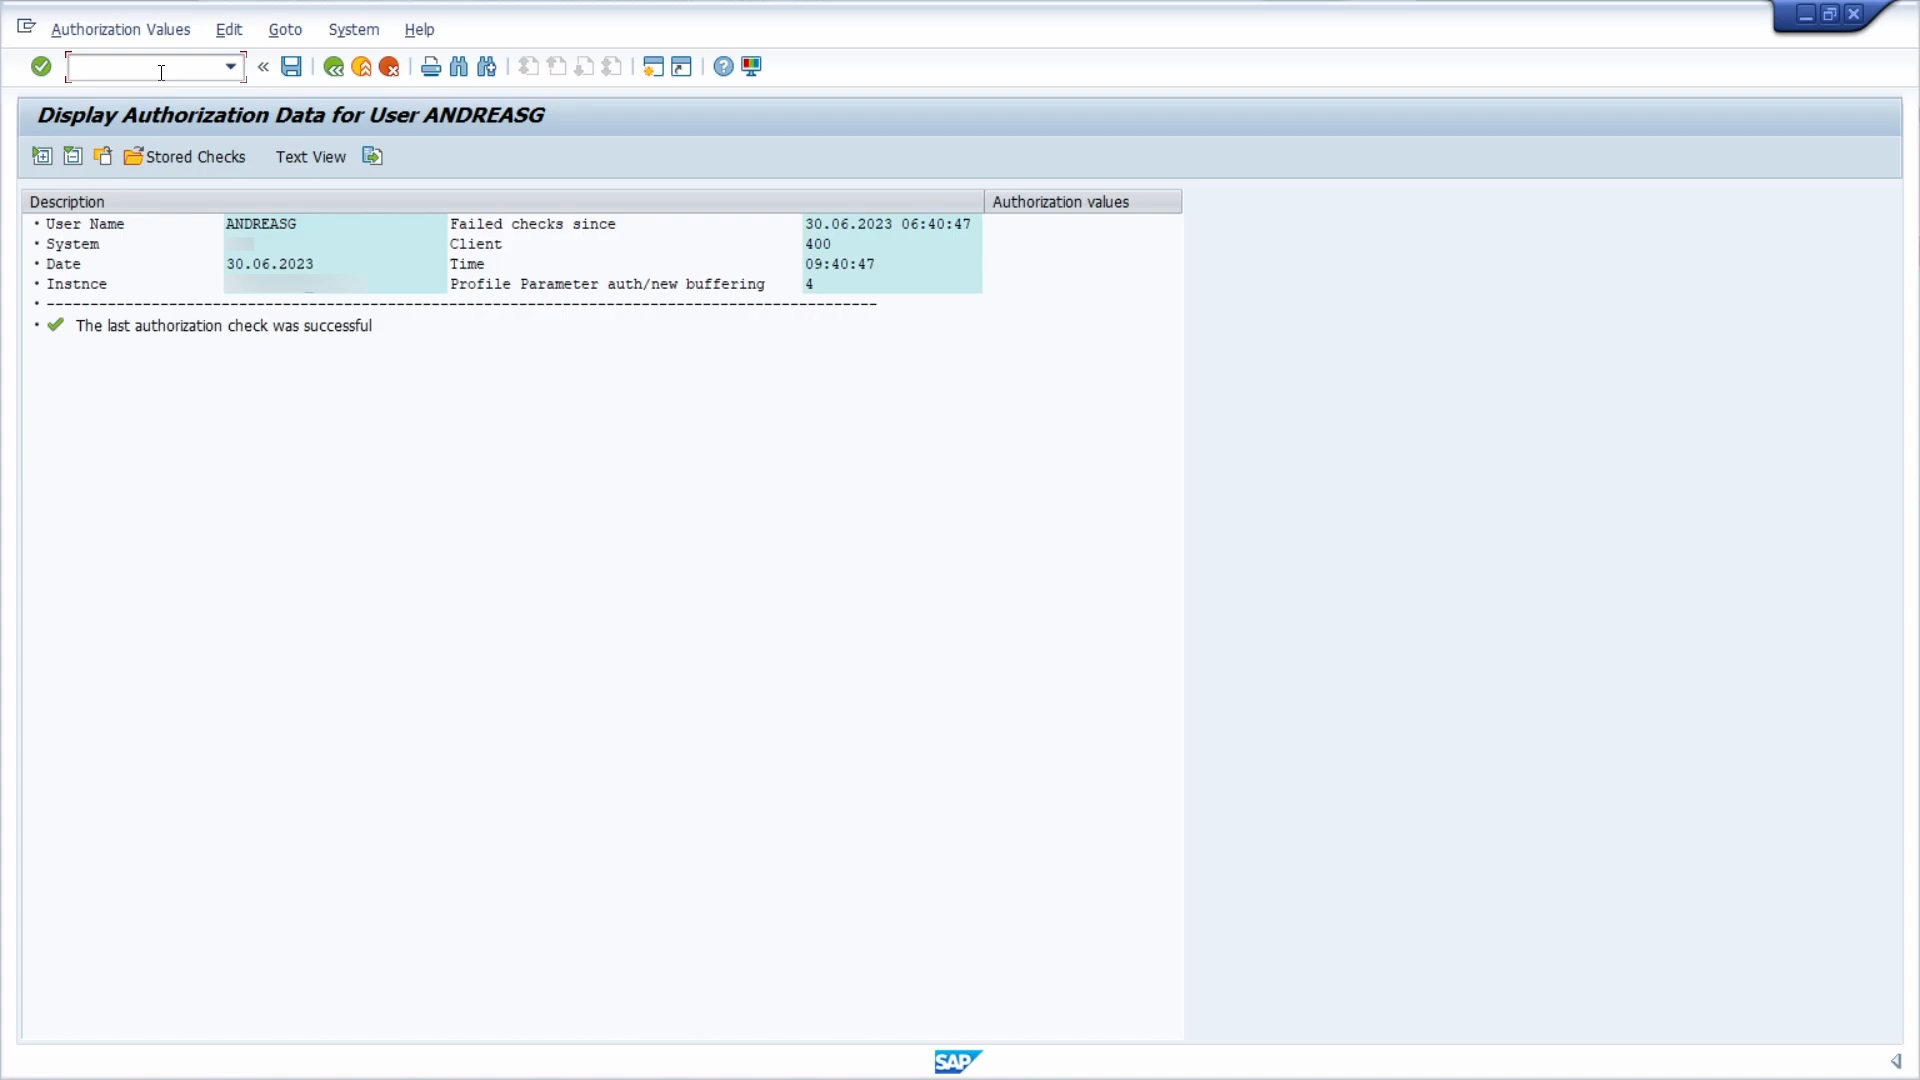 Authorization Values Edit Goto System Help
Display Authorization Data for User ANDREASG
Stored Checks Text View
Description Authorization values
User Name ANDREASG Failed checks since 30.06.2023 06:40:47
System Client 400
Date 30.06.2023 Time 09:40:47
Instnce Profile Parameter auth/new buffering 4
The last authorization check was successful
SAP